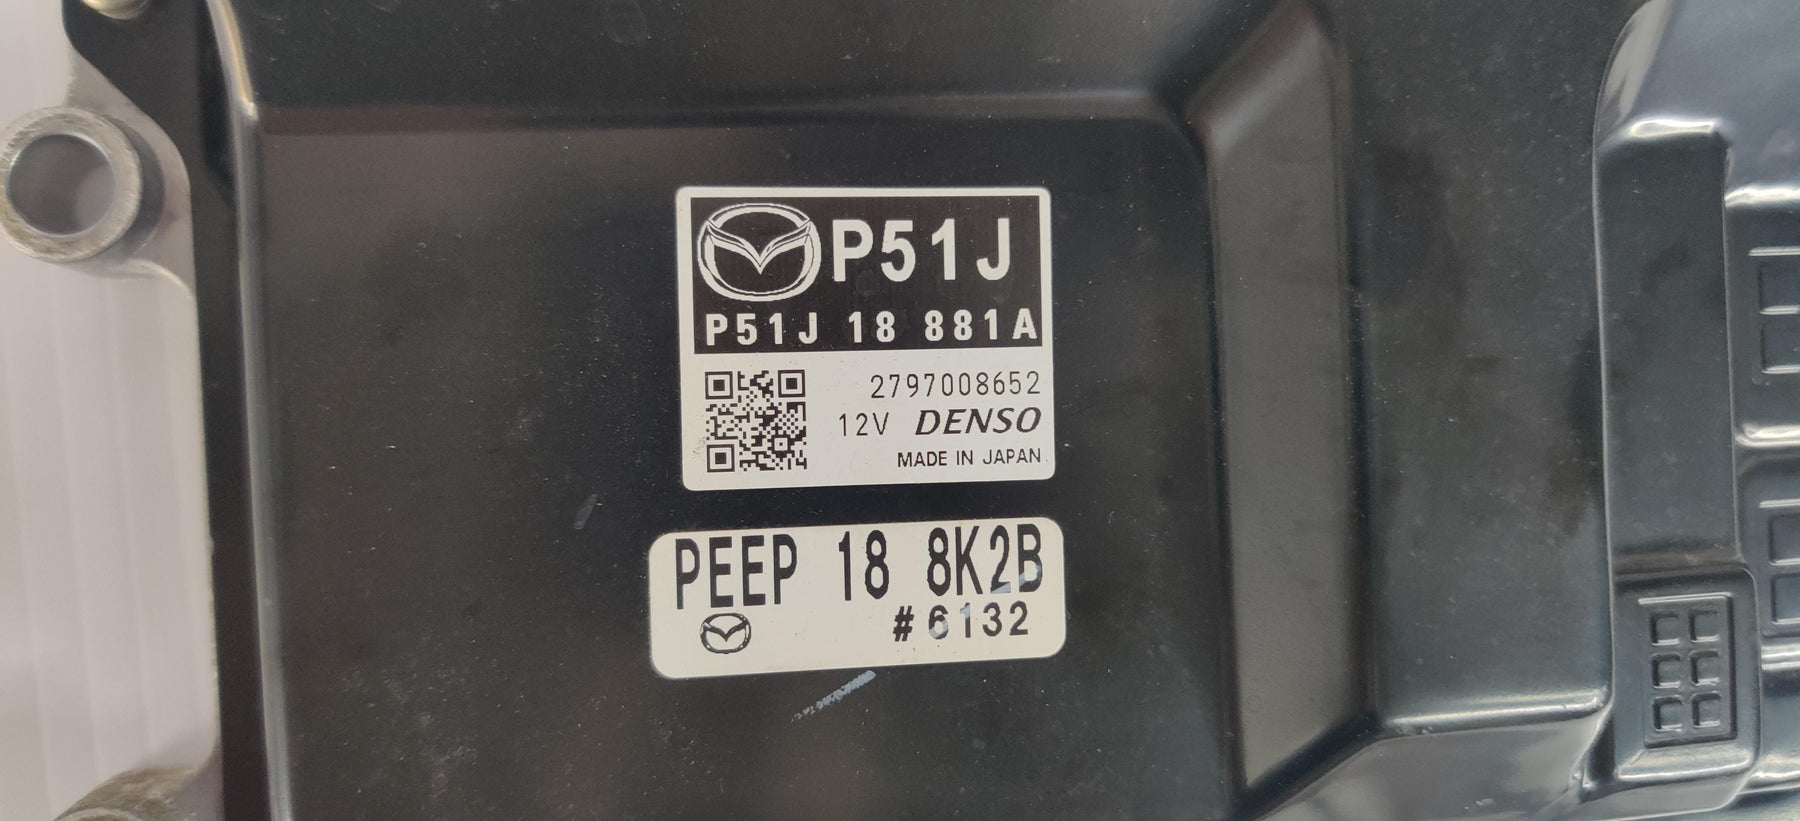 P51J
P51J 18 881A
2797008652
12V DENSO
MADE IN JAPAN
PEEP 18 8K2B
#6132